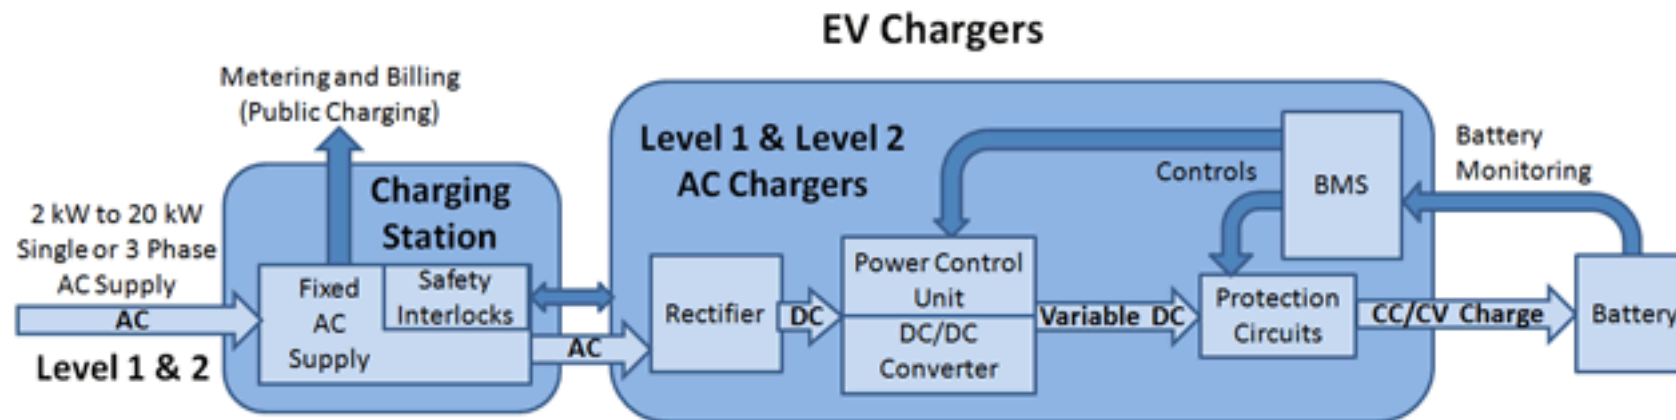 EV Chargers
Metering and Billing
(Public Charging)
2 kW to 20 kW
Single or 3 Phase
AC Supply
AC
Level 1 & 2
Charging
Station
Fixed
AC
Supply
Safety
Interlocks
AC
Level 1 & Level 2
AC Chargers
Rectifier
DC
Power Control
Unit
DC/DC
Converter
Variable DC
Controls
BMS
Protection
Circuits
Battery
Monitoring
CC/CV Charge
Battery